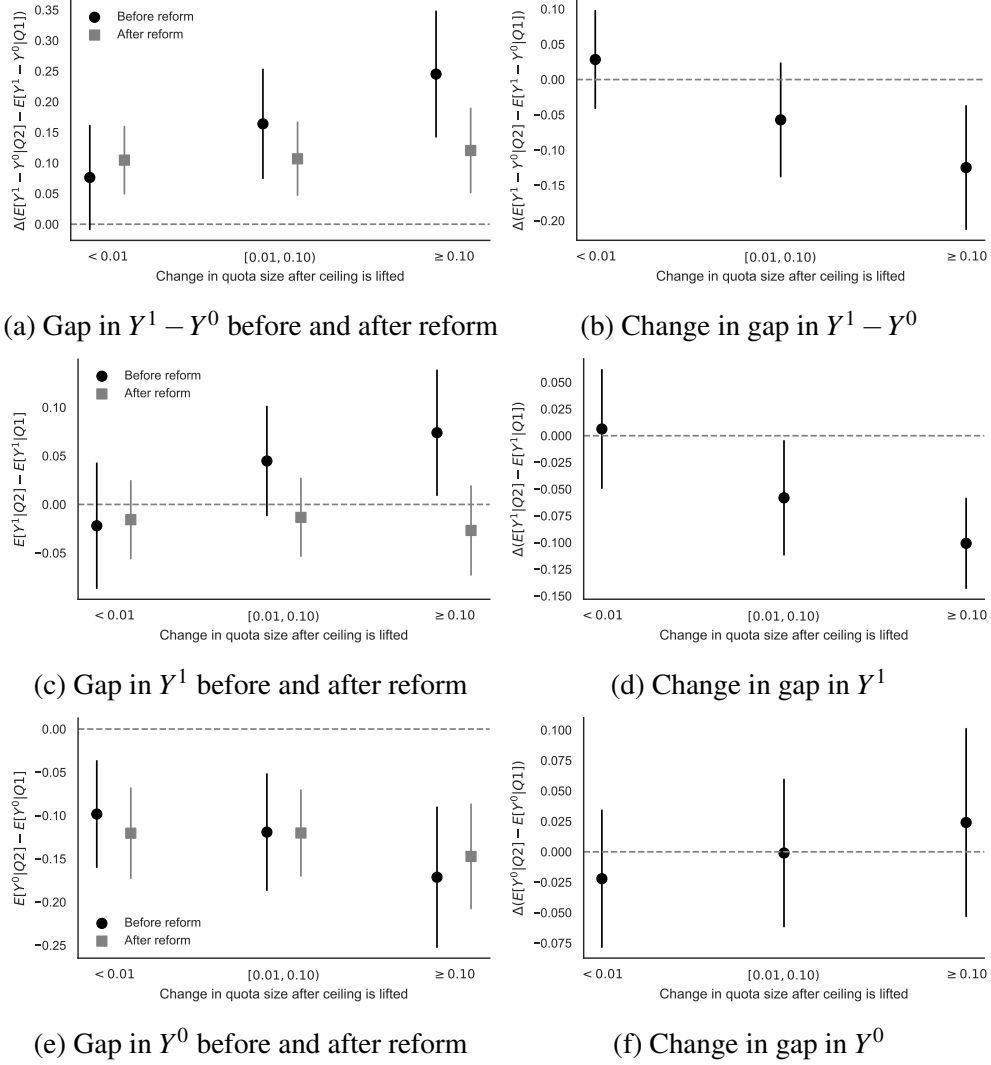 Δ(E[Y¹ − Y⁰|Q2] − E[Y¹ − Y⁰|Q1])
0.35
0.30
0.25
0.20
0.15
0.10
0.05
0.00
Before reform
After reform
< 0.01
[0.01, 0.10)
≥ 0.10
Change in quota size after ceiling is lifted
(a) Gap in Y¹ − Y⁰ before and after reform
Δ(E[Y¹ − Y⁰|Q2] − E[Y¹ − Y⁰|Q1])
0.10
0.05
0.00
−0.05
−0.10
−0.15
−0.20
< 0.01
[0.01, 0.10)
≥ 0.10
Change in quota size after ceiling is lifted
(b) Change in gap in Y¹ − Y⁰
E[Y¹|Q2] − E[Y¹|Q1]
0.10
0.05
0.00
−0.05
Before reform
After reform
< 0.01
[0.01, 0.10)
≥ 0.10
Change in quota size after ceiling is lifted
(c) Gap in Y¹ before and after reform
Δ(E[Y¹|Q2] − E[Y¹|Q1])
0.050
0.025
0.000
−0.025
−0.050
−0.075
−0.100
−0.125
−0.150
< 0.01
[0.01, 0.10)
≥ 0.10
Change in quota size after ceiling is lifted
(d) Change in gap in Y¹
E[Y⁰|Q2] − E[Y⁰|Q1]
0.00
−0.05
−0.10
−0.15
−0.20
−0.25
Before reform
After reform
< 0.01
[0.01, 0.10)
≥ 0.10
Change in quota size after ceiling is lifted
(e) Gap in Y⁰ before and after reform
Δ(E[Y⁰|Q2] − E[Y⁰|Q1])
0.100
0.075
0.050
0.025
0.000
−0.025
−0.050
−0.075
< 0.01
[0.01, 0.10)
≥ 0.10
Change in quota size after ceiling is lifted
(f) Change in gap in Y⁰